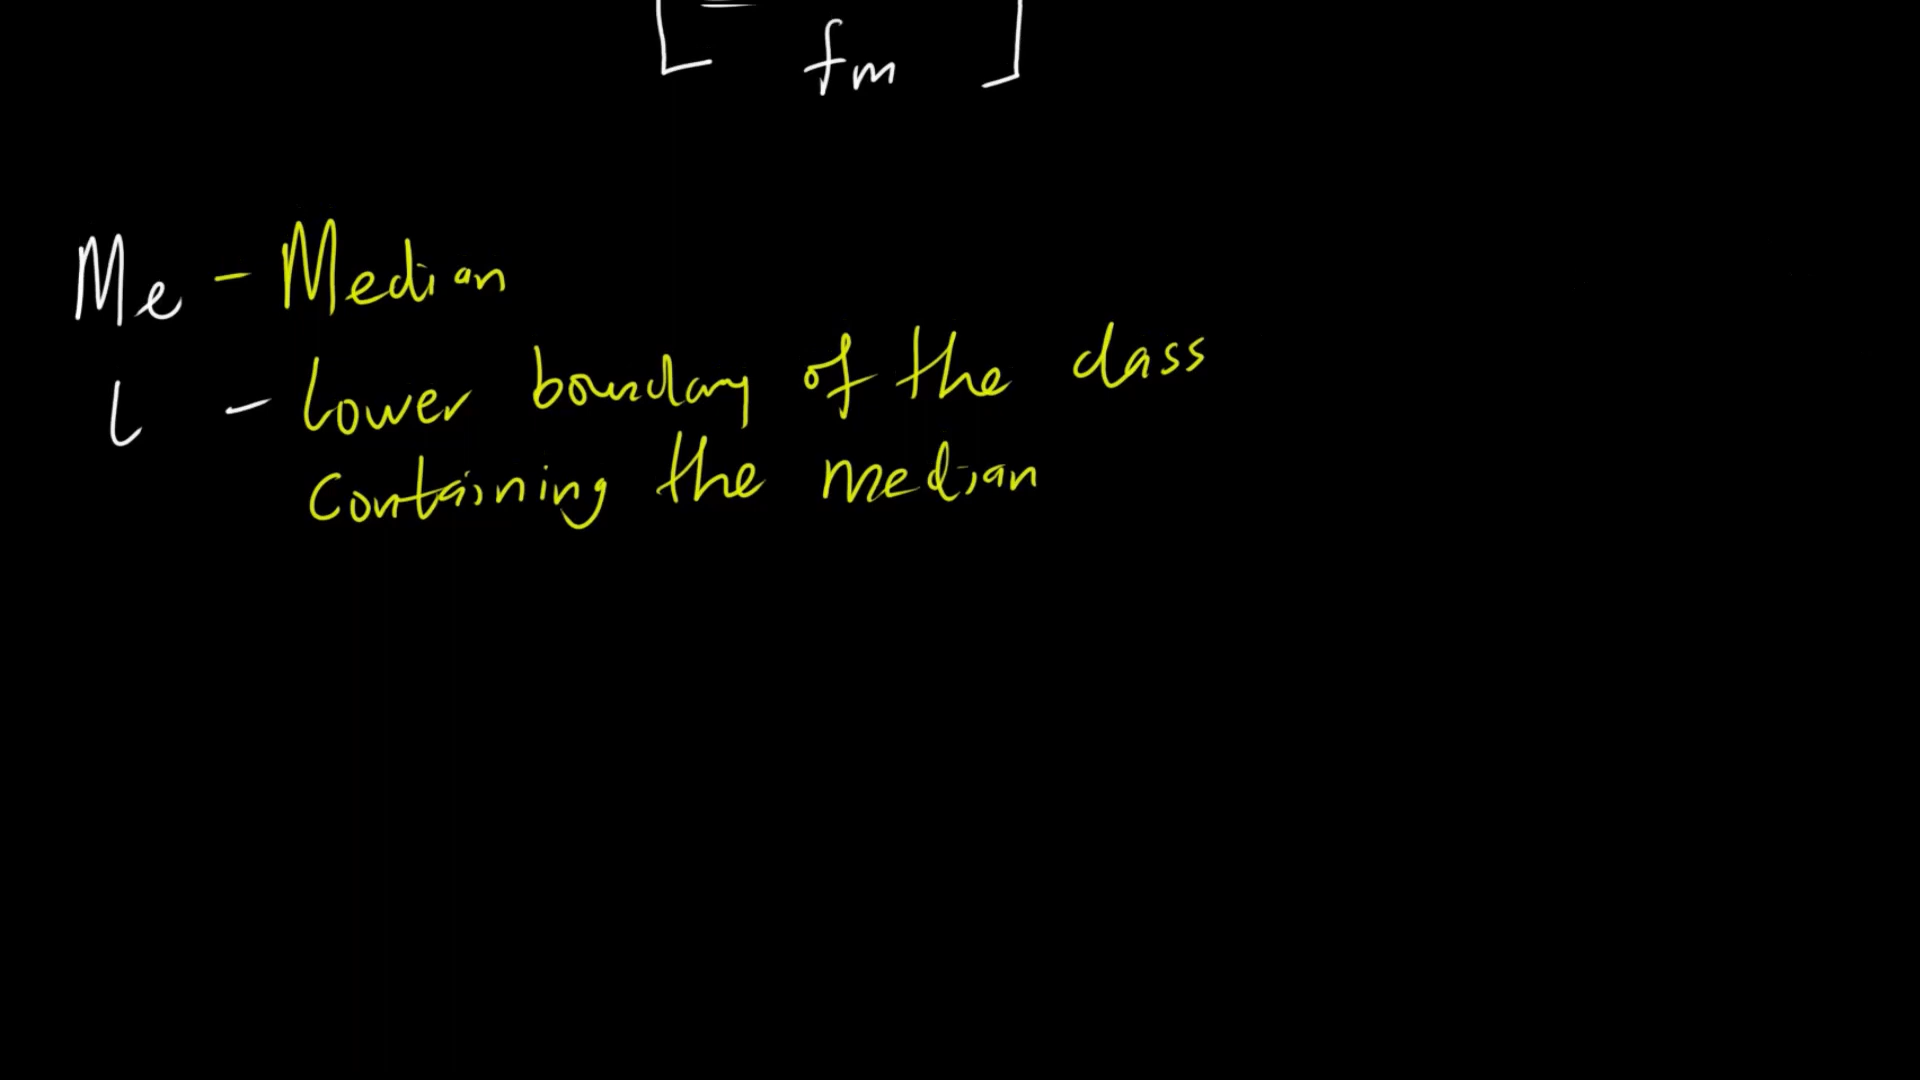 [ fm ]
Me - Median
L - Lower boundary of the class
Containing the median